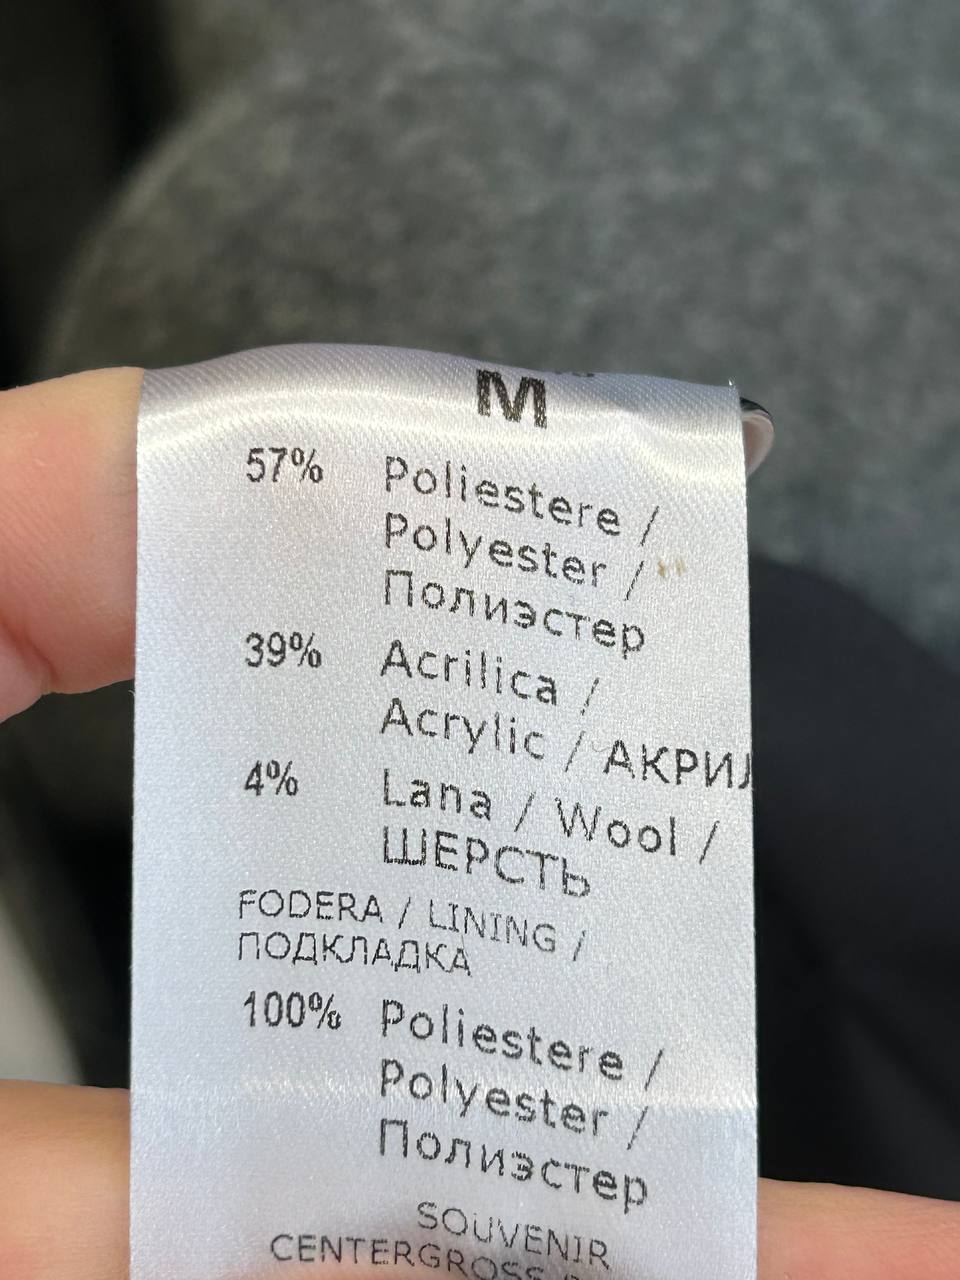 M
57% Poliestere /
Polyester /
Полиэстер
39% Acrilica /
Acrylic / АКРИЛ
4% Lana / Wool /
ШЕРСТЬ
FODERA / LINING /
ПОДКЛАДКА
100% Poliestere /
Polyester /
Полиэстер
SOUVENIR
CENTERGROSS